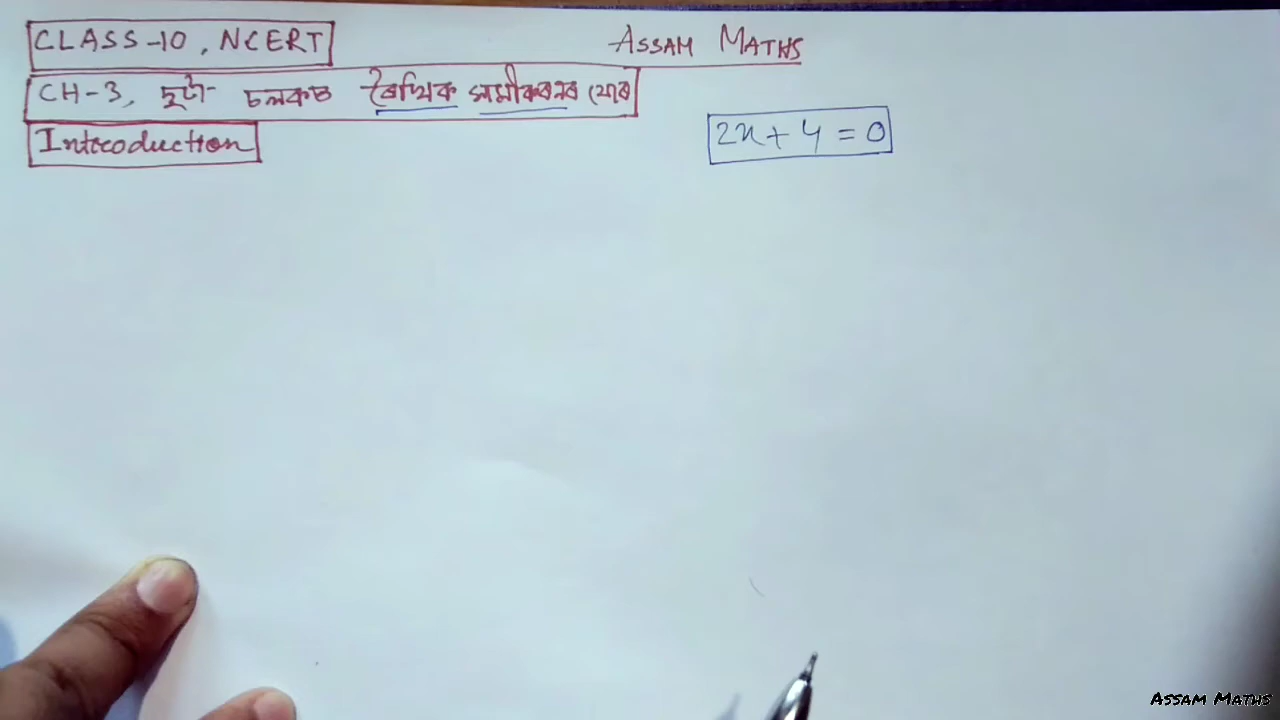 CLASS-10, NCERT
ASSAM MATHS
CH-3, দুটা চলকত ৰৈখিক সমীকৰণৰ যোৰ
2x + 4 = 0
Introduction
ASSAM MATHS